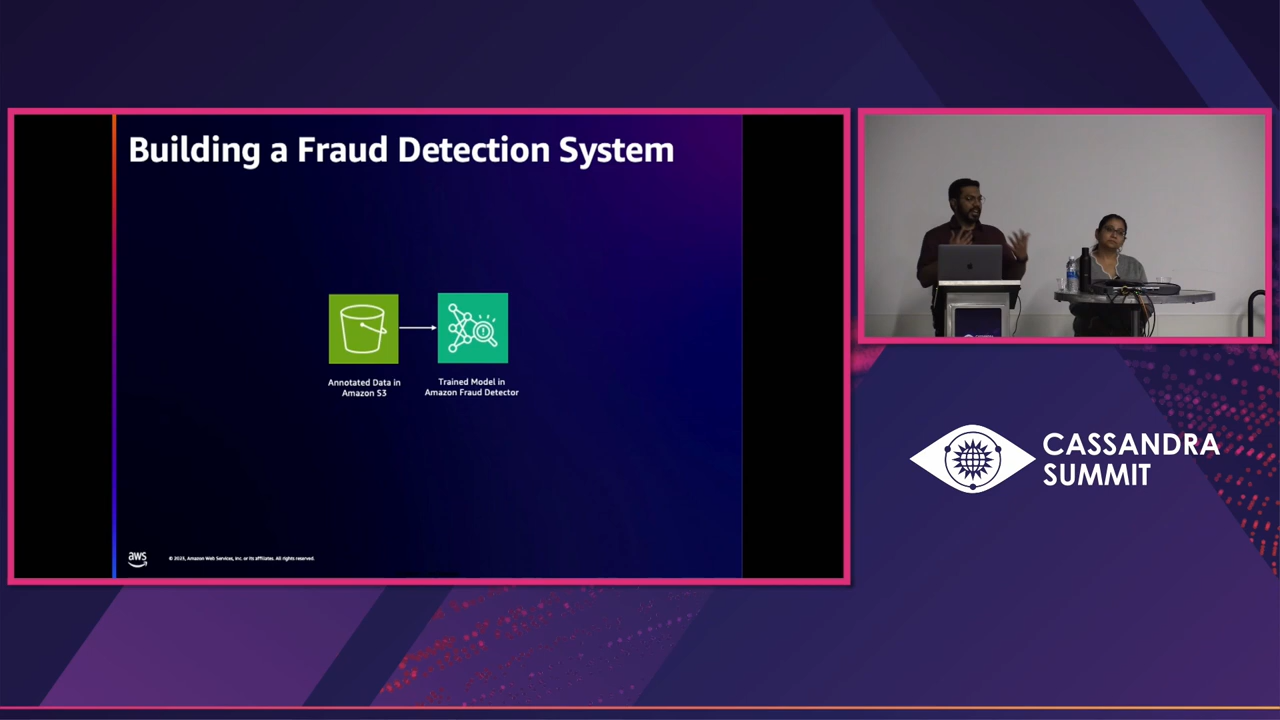 Building a Fraud Detection System
Annotated Data in
Amazon S3
Trained Model in
Amazon Fraud Detector
aws
© 2023, Amazon Web Services, Inc. or its affiliates. All rights reserved.
CASSANDRA
SUMMIT